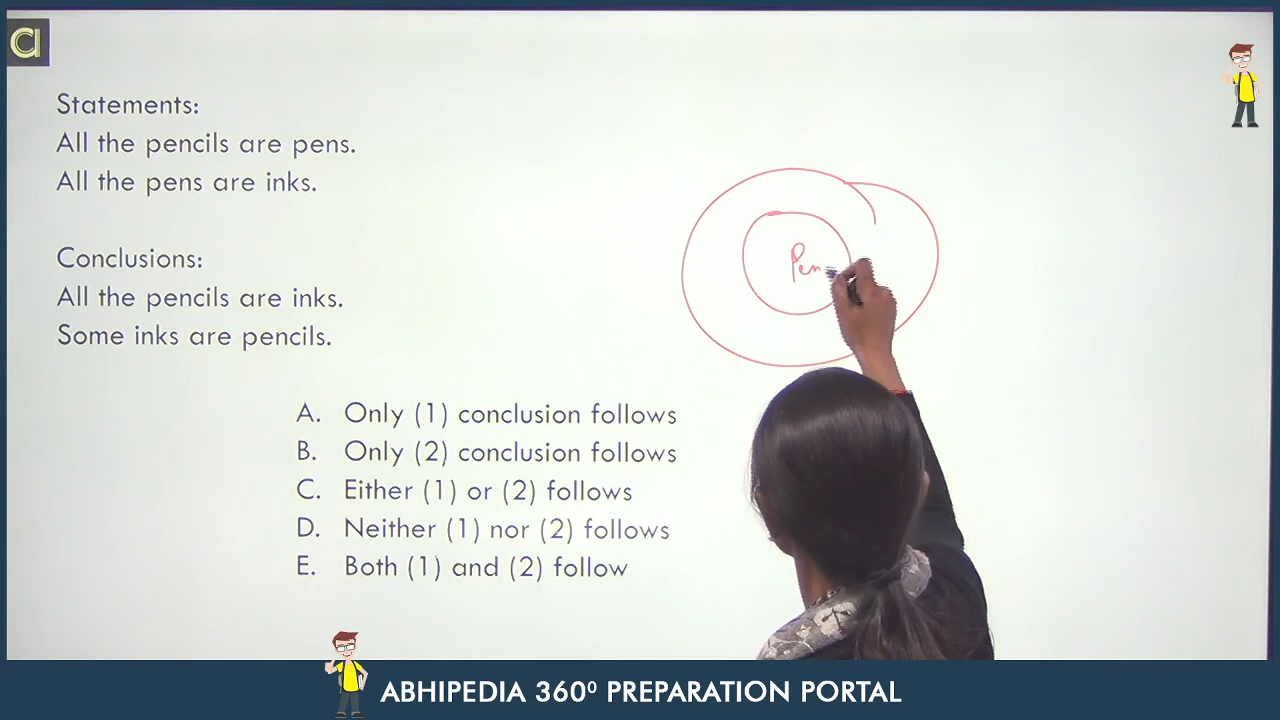 a
Statements:
All the pencils are pens.
All the pens are inks.
Conclusions:
All the pencils are inks.
Some inks are pencils.
A. Only (1) conclusion follows
B. Only (2) conclusion follows
C. Either (1) or (2) follows
D. Neither (1) nor (2) follows
E. Both (1) and (2) follow
Pen
ABHIPEDIA 360⁰ PREPARATION PORTAL